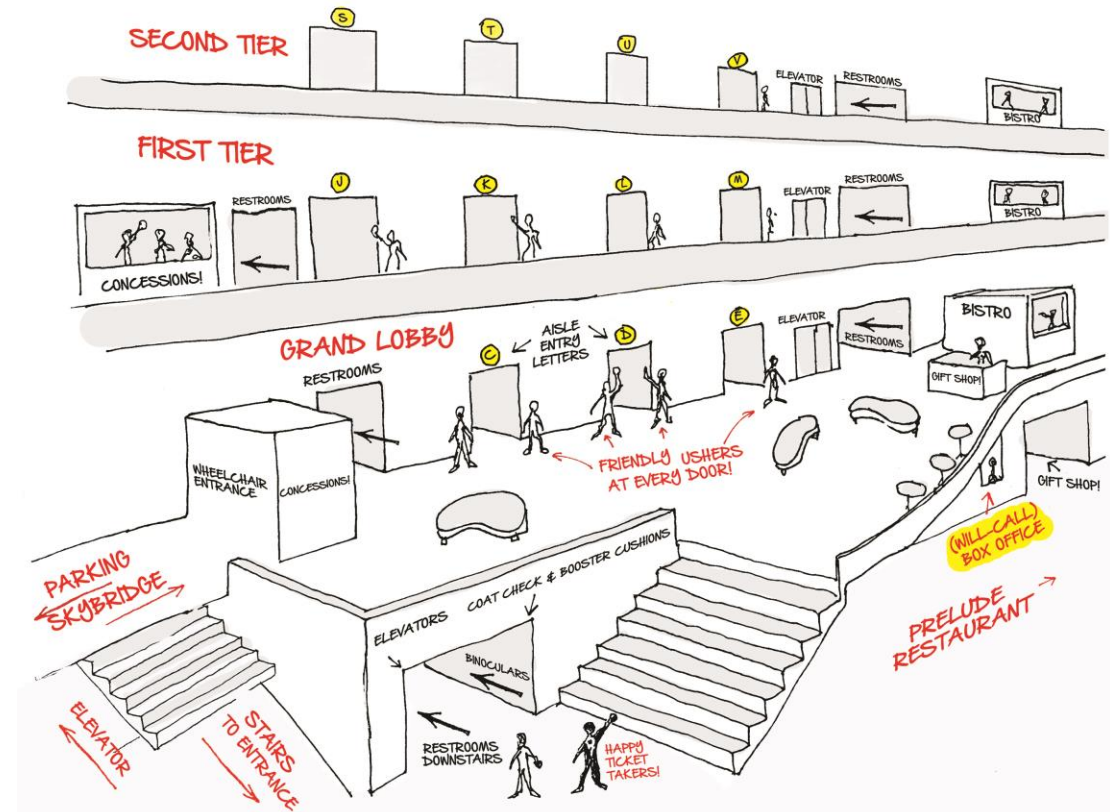 SECOND TIER
S
T
U
V
ELEVATOR
RESTROOMS
BISTRO
FIRST TIER
CONCESSIONS!
RESTROOMS
J
K
L
M
ELEVATOR
RESTROOMS
BISTRO
GRAND LOBBY
RESTROOMS
C
AISLE
ENTRY
LETTERS
D
E
ELEVATOR
RESTROOMS
BISTRO
GIFT SHOP!
WHEELCHAIR
ENTRANCE
CONCESSIONS!
FRIENDLY USHERS
AT EVERY DOOR!
GIFT SHOP!
(WILL-CALL)
BOX OFFICE
PRELUDE
RESTAURANT
PARKING
SKYBRIDGE
ELEVATOR
STAIRS
TO ENTRANCE
ELEVATORS
COAT CHECK & BOOSTER CUSHIONS
BINOCULARS
RESTROOMS
DOWNSTAIRS
HAPPY
TICKET
TAKERS!